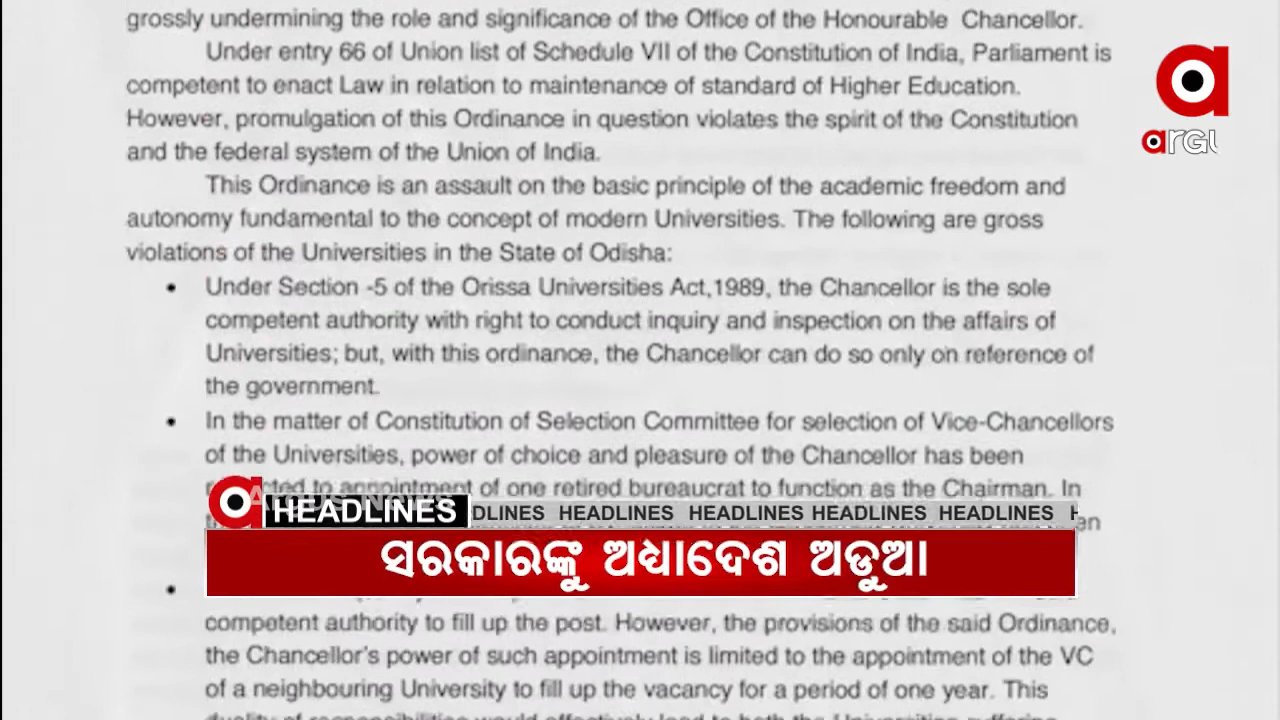 grossly undermining the role and significance of the Office of the Honourable Chancellor.
Under entry 66 of Union list of Schedule VII of the Constitution of India, Parliament is
competent to enact Law in relation to maintenance of standard of Higher Education.
However, promulgation of this Ordinance in question violates the spirit of the Constitution
and the federal system of the Union of India.
This Ordinance is an assault on the basic principle of the academic freedom and
autonomy fundamental to the concept of modern Universities. The following are gross
violations of the Universities in the State of Odisha:
• Under Section -5 of the Orissa Universities Act,1989, the Chancellor is the sole
competent authority with right to conduct inquiry and inspection on the affairs of
Universities; but, with this ordinance, the Chancellor can do so only on reference of
the government.
• In the matter of Constitution of Selection Committee for selection of Vice-Chancellors
of the Universities, power of choice and pleasure of the Chancellor has been
to appointment of one retired bureaucrat to function as the Chairman. In
HEADLINES
DLINES HEADLINES HEADLINES HEADLINES HEADLINES H
ସରକାରଙ୍କୁ ଅଧ୍ୟାଦେଶ ଅଡୁଆ
•
competent authority to fill up the post. However, the provisions of the said Ordinance,
the Chancellor's power of such appointment is limited to the appointment of the VC
of a neighbouring University to fill up the vacancy for a period of one year. This
argu